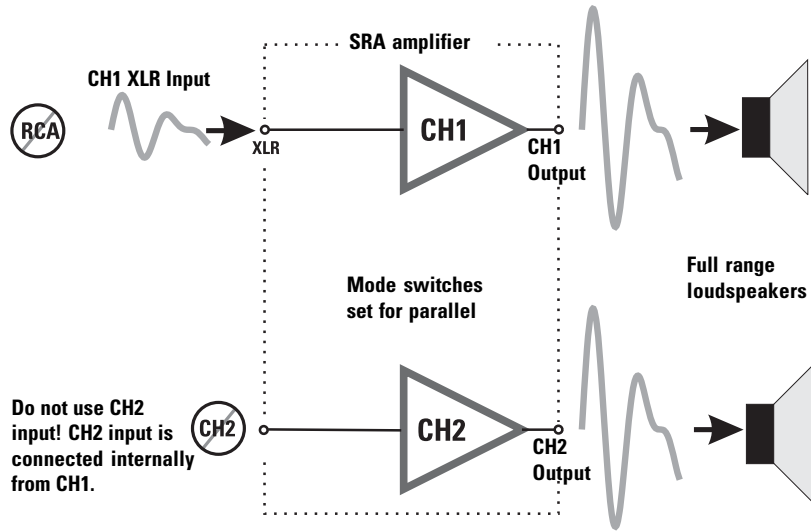 SRA amplifier
CH1 XLR Input
RCA
XLR
CH1
CH1
Output
Mode switches
set for parallel
Full range
loudspeakers
Do not use CH2
input! CH2 input is
connected internally
from CH1.
CH2
CH2
CH2
Output